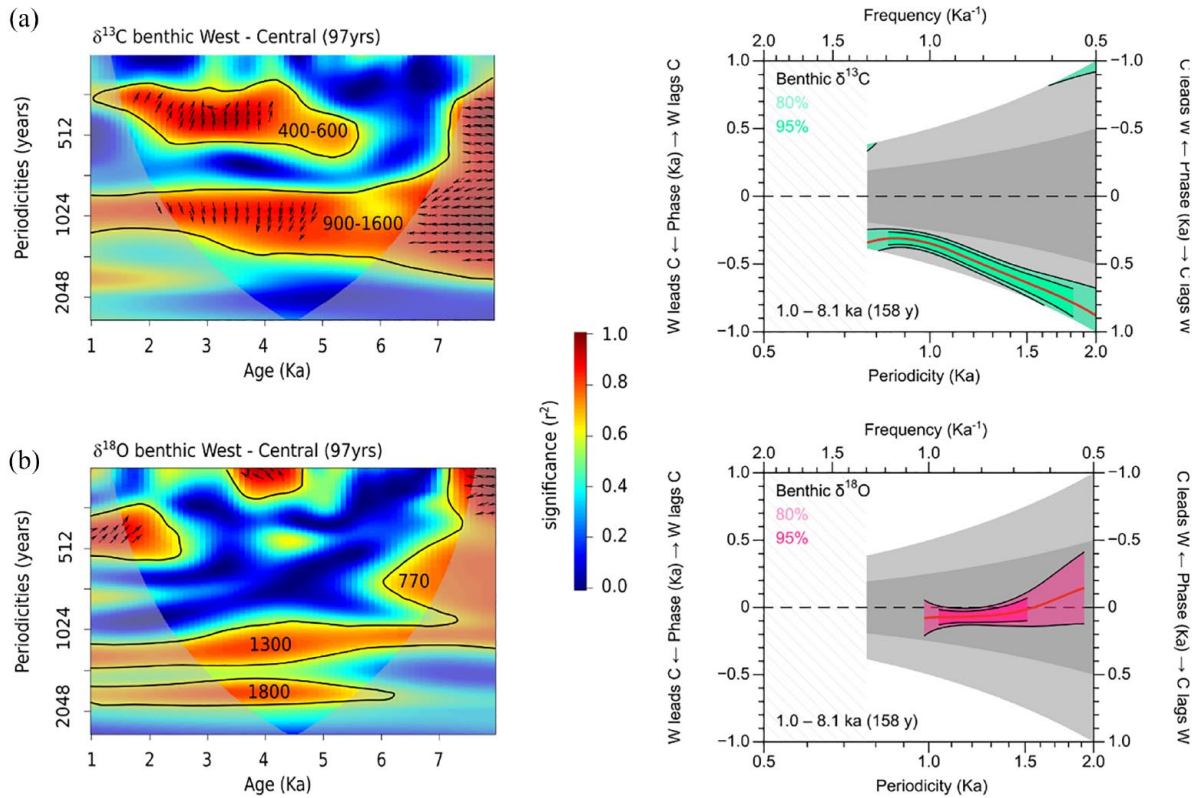 (a)
δ¹³C benthic West - Central (97yrs)
Periodicities (years)
512
1024
2048
400-600
900-1600
1 2 3 4 5 6 7
Age (Ka)
Frequency (Ka⁻¹)
2.0 1.0 0.5
Benthic δ¹³C
80%
95%
1.0
0.5
0
−0.5
−1.0
W leads C ← Phase (Ka) → W lags C
−1.0
−0.5
0
0.5
1.0
C leads W ← Phase (Ka) → C lags W
1.0 – 8.1 ka (158 y)
0.5 1.0 1.5 2.0
Periodicity (Ka)
significance (r²)
1.0
0.8
0.6
0.4
0.2
0.0
(b)
δ¹⁸O benthic West - Central (97yrs)
Periodicities (years)
512
1024
2048
770
1300
1800
1 2 3 4 5 6 7
Age (Ka)
Frequency (Ka⁻¹)
2.0 1.0 0.5
Benthic δ¹⁸O
80%
95%
1.0
0.5
0
−0.5
−1.0
W leads C ← Phase (Ka) → W lags C
−1.0
−0.5
0
0.5
1.0
C leads W ← Phase (Ka) → C lags W
1.0 – 8.1 ka (158 y)
0.5 1.0 1.5 2.0
Periodicity (Ka)